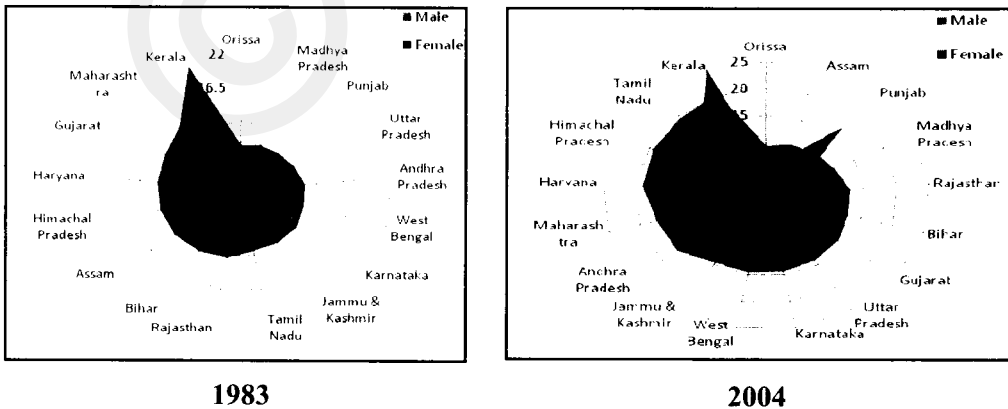 Male
Female
Orissa
22
Kerala
Madhya
Pradesh
Maharasht
ra
16.5
Punjab
Gujarat
Uttar
Pradesh
Haryana
Andhra
Pradesh
Himachal
Pradesh
West
Bengal
Assam
Karnataka
Bihar
Jammu &
Kashmir
Rajasthan
Tamil
Nadu
1983
Male
Female
Orissa
25
Kerala
Assam
Tamil
Nadu
20
15
Punjab
Himachal
Pradesh
Madhya
Pradesh
Haryana
Rajasthan
Maharash
tra
Bihar
Andhra
Pradesh
Gujarat
Jammu &
Kashmir
Uttar
Pradesh
West
Bengal
Karnataka
2004